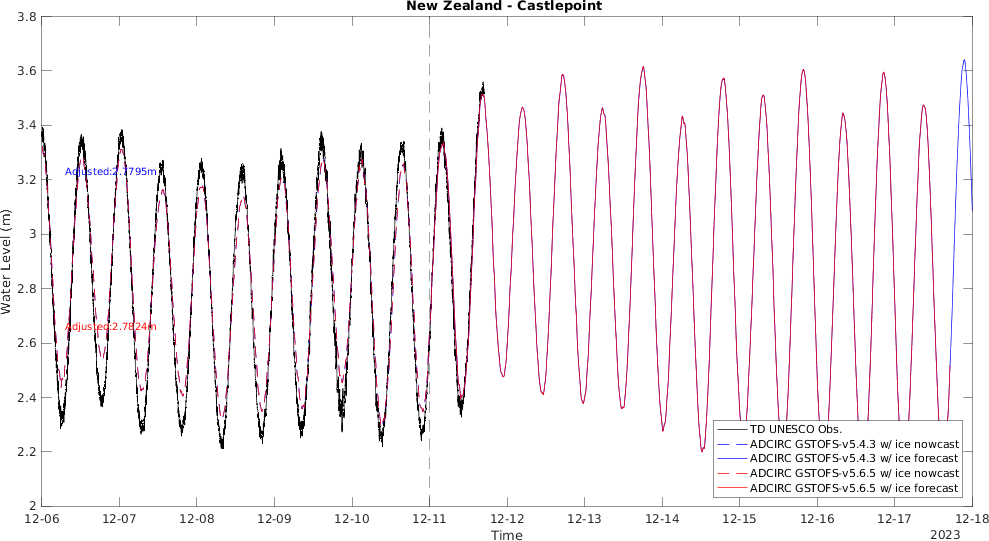 New Zealand - Castlepoint
3.8
3.6
3.4
3.2
3
2.8
2.6
2.4
2.2
2
Water Level (m)
Adjusted:2.7795m
Adjusted:2.7824m
TD UNESCO Obs.
ADCIRC GSTOFS-v5.4.3 w/ ice nowcast
ADCIRC GSTOFS-v5.4.3 w/ ice forecast
ADCIRC GSTOFS-v5.6.5 w/ ice nowcast
ADCIRC GSTOFS-v5.6.5 w/ ice forecast
12-06 12-07 12-08 12-09 12-10 12-11 12-12 12-13 12-14 12-15 12-16 12-17 12-18
Time
2023